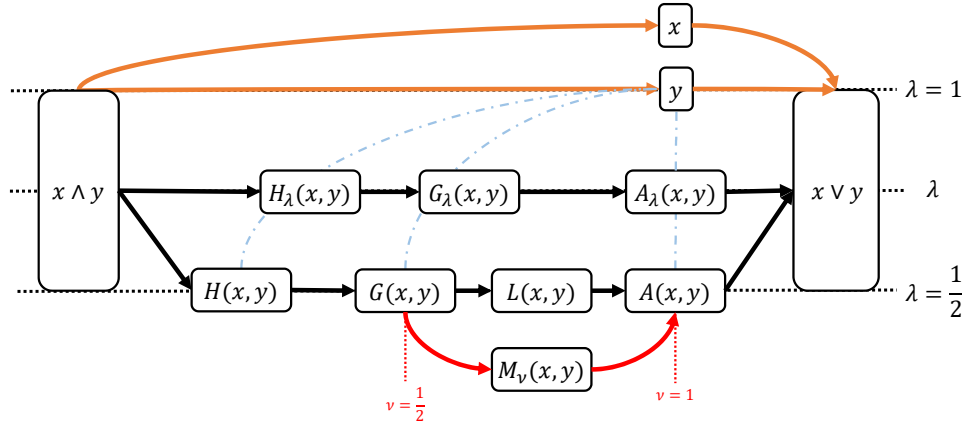 x
y
λ = 1
x ∧ y
H_λ(x, y)
G_λ(x, y)
A_λ(x, y)
x ∨ y
λ
H(x, y)
G(x, y)
L(x, y)
A(x, y)
λ = 1/2
M_ν(x, y)
ν = 1/2
ν = 1